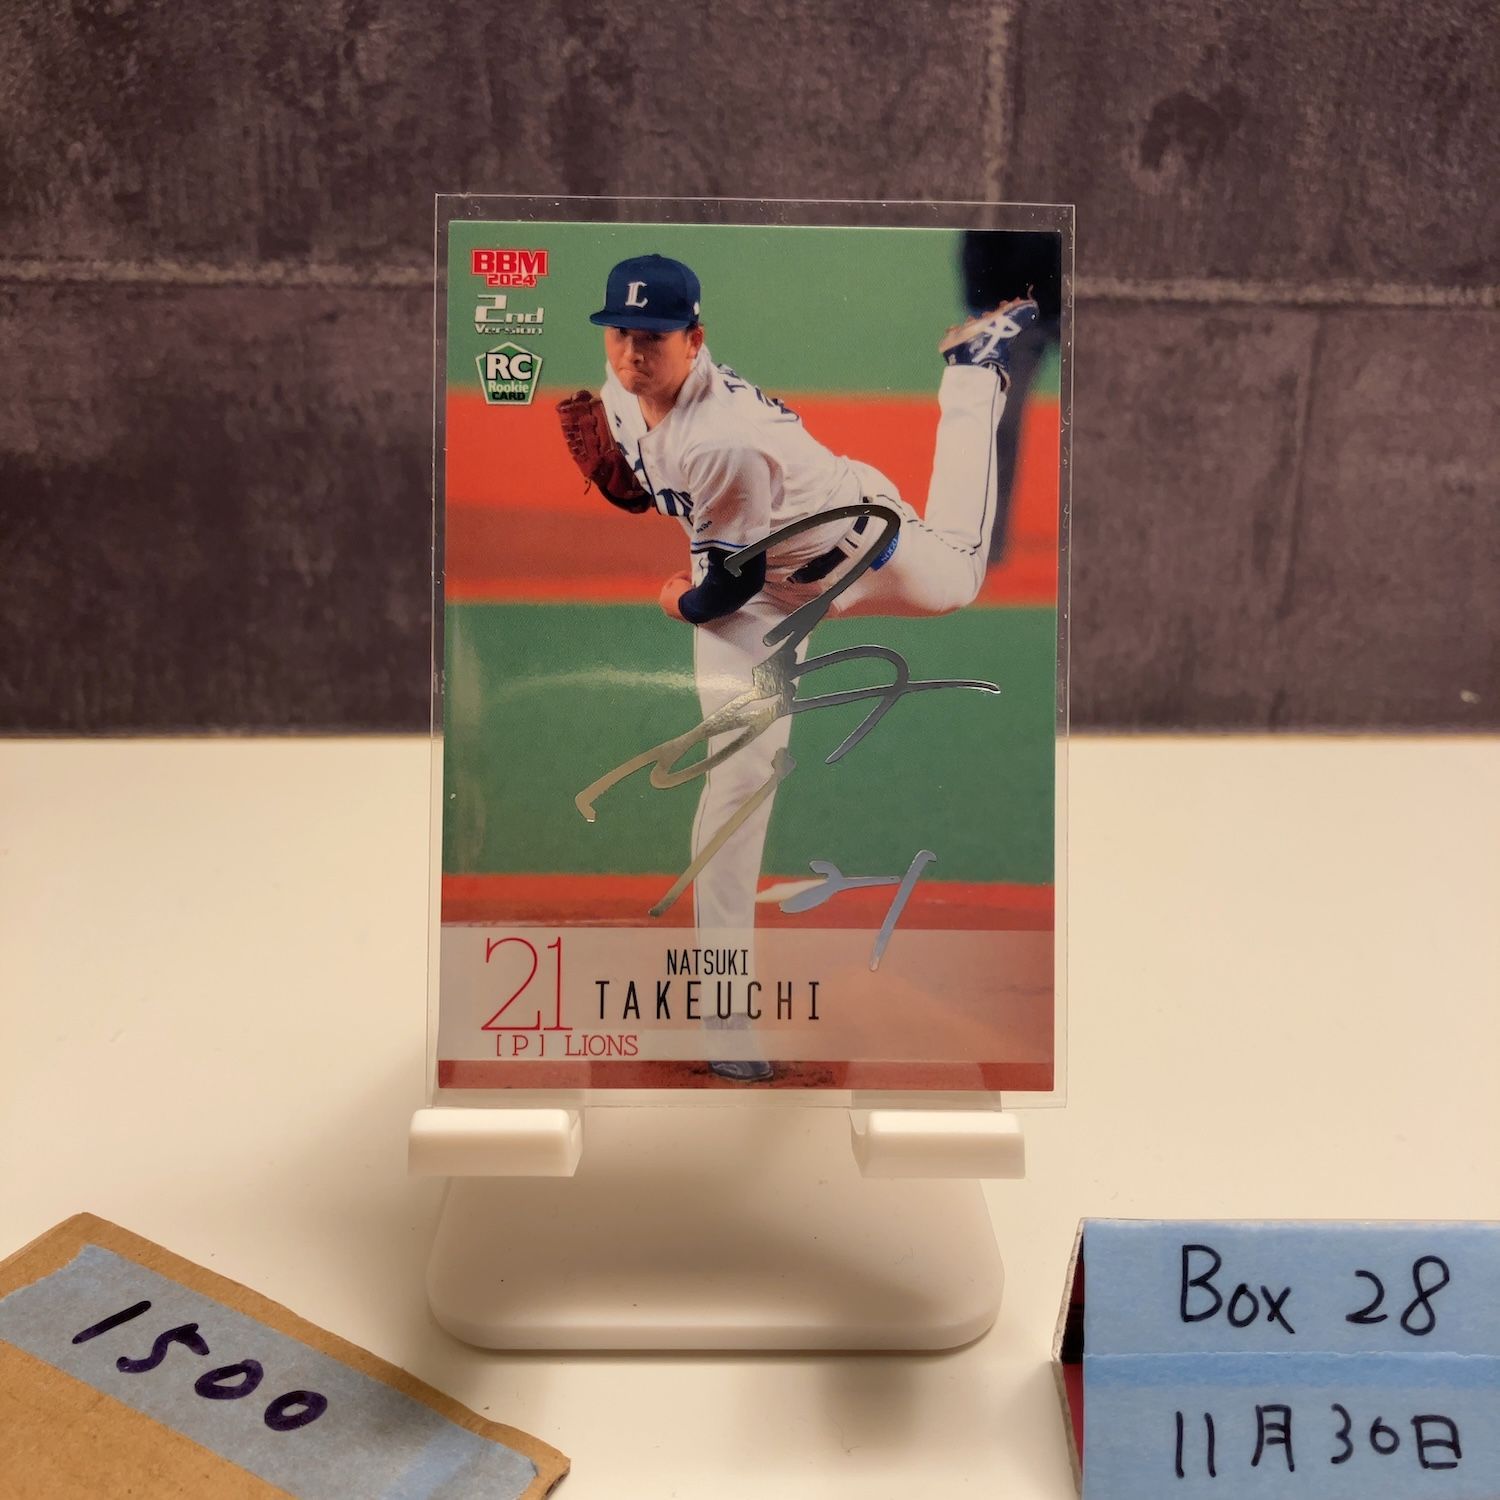 BBM
2024
2nd
Version
RC
Rookie
CARD
L
21
21
NATSUKI
TAKEUCHI
[P] LIONS
1500
Box 28
11月30日